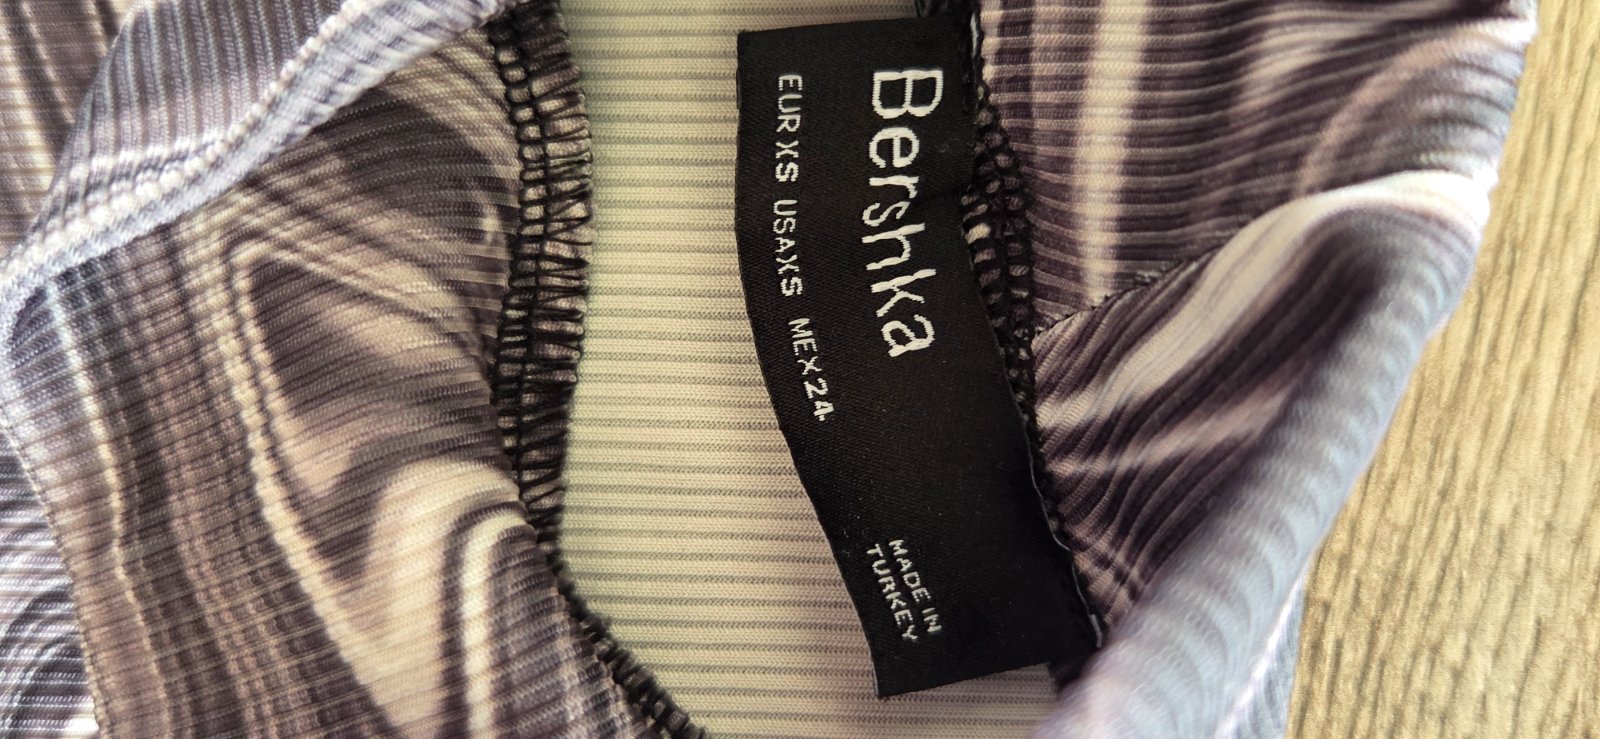 Bershka
EUR XS USA XS MEX 24
MADE IN
TURKEY